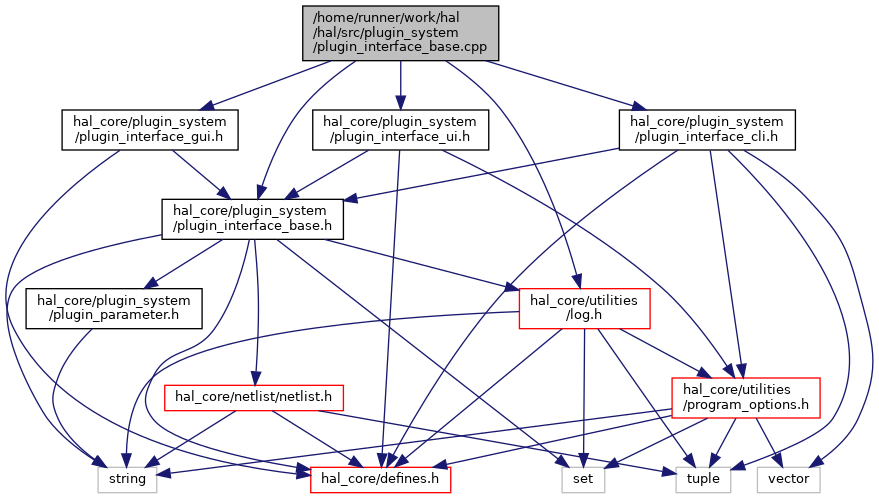 /home/runner/work/hal
/hal/src/plugin_system
/plugin_interface_base.cpp
hal_core/plugin_system
/plugin_interface_gui.h
hal_core/plugin_system
/plugin_interface_ui.h
hal_core/plugin_system
/plugin_interface_cli.h
hal_core/plugin_system
/plugin_interface_base.h
hal_core/plugin_system
/plugin_parameter.h
hal_core/utilities
/log.h
hal_core/netlist/netlist.h
hal_core/utilities
/program_options.h
string
hal_core/defines.h
set
tuple
vector